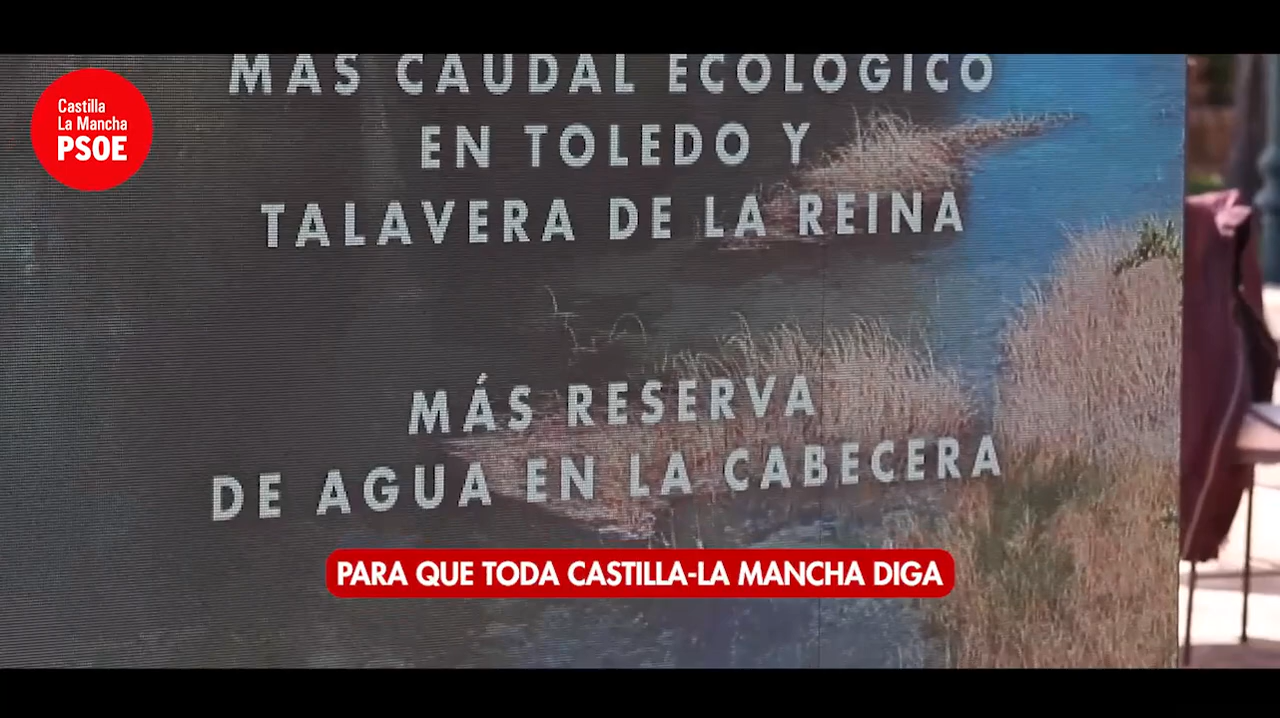 Castilla
La Mancha
PSOE
MÁS CAUDAL ECOLÓGICO
EN TOLEDO Y
TALAVERA DE LA REINA
MÁS RESERVA
DE AGUA EN LA CABECERA
PARA QUE TODA CASTILLA-LA MANCHA DIGA